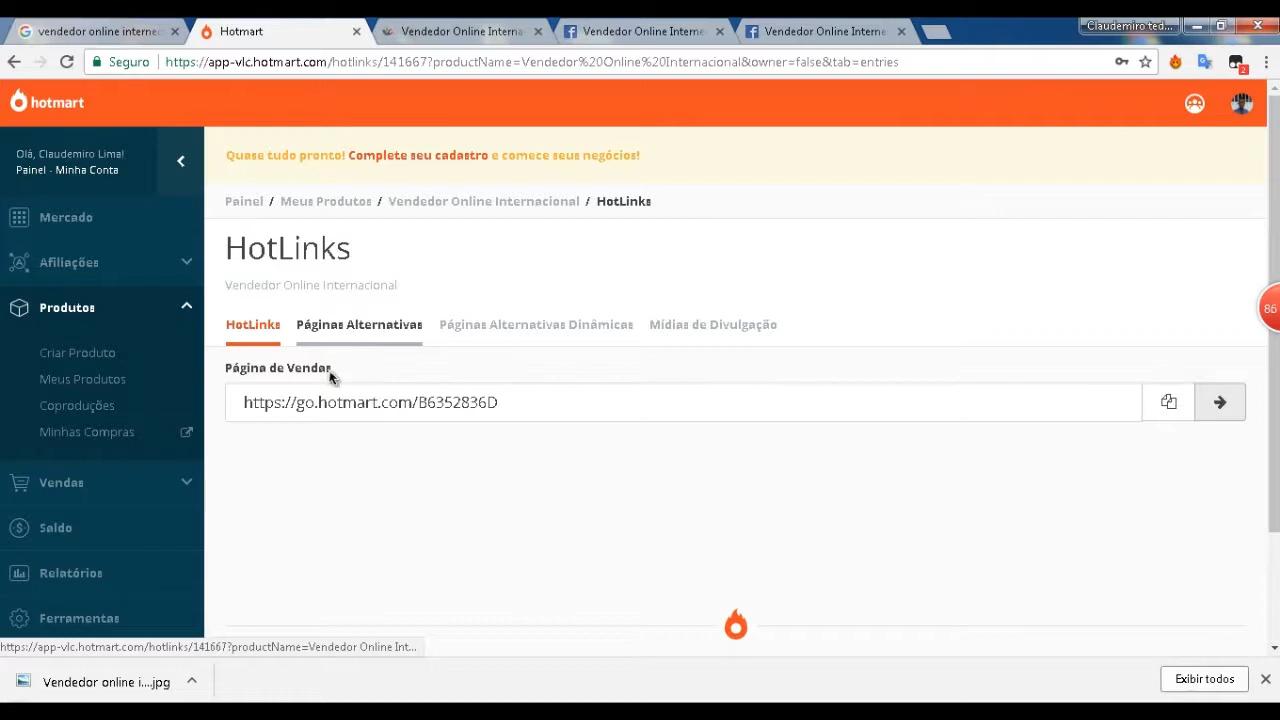 vendedor online interne
Hotmart
Vendedor Online Interna
Vendedor Online Interne
Vendedor Online Interne
Claudemiro ted...
Seguro
https://app-vlc.hotmart.com/hotlinks/141667?productName=Vendedor%20Online%20Internacional&owner=false&tab=entries
2
hotmart
Olá, Claudemiro Lima!
Painel - Minha Conta
Quase tudo pronto! Complete seu cadastro e comece seus negócios!
Painel / Meus Produtos / Vendedor Online Internacional / HotLinks
Mercado
Afiliações
Produtos
Criar Produto
Meus Produtos
Coproduções
Minhas Compras
Vendas
Saldo
Relatórios
Ferramentas
HotLinks
Vendedor Online Internacional
HotLinks Páginas Alternativas Páginas Alternativas Dinâmicas Mídias de Divulgação
86
Página de Vendas
https://go.hotmart.com/B6352836D
https://app-vlc.hotmart.com/hotlinks/141667?productName=Vendedor Online Int...
Vendedor online i....jpg
Exibir todos